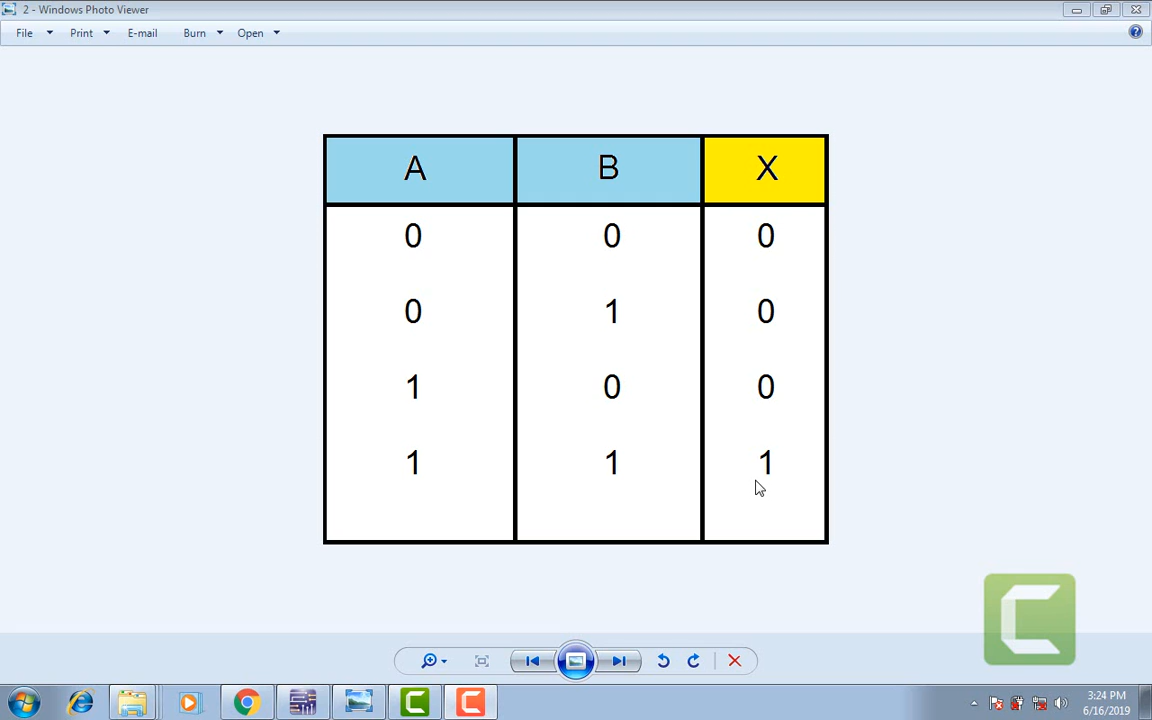 2 - Windows Photo Viewer
File Print E-mail Burn Open
A B X
0 0 0
0 1 0
1 0 0
1 1 1
3:24 PM
6/16/2019